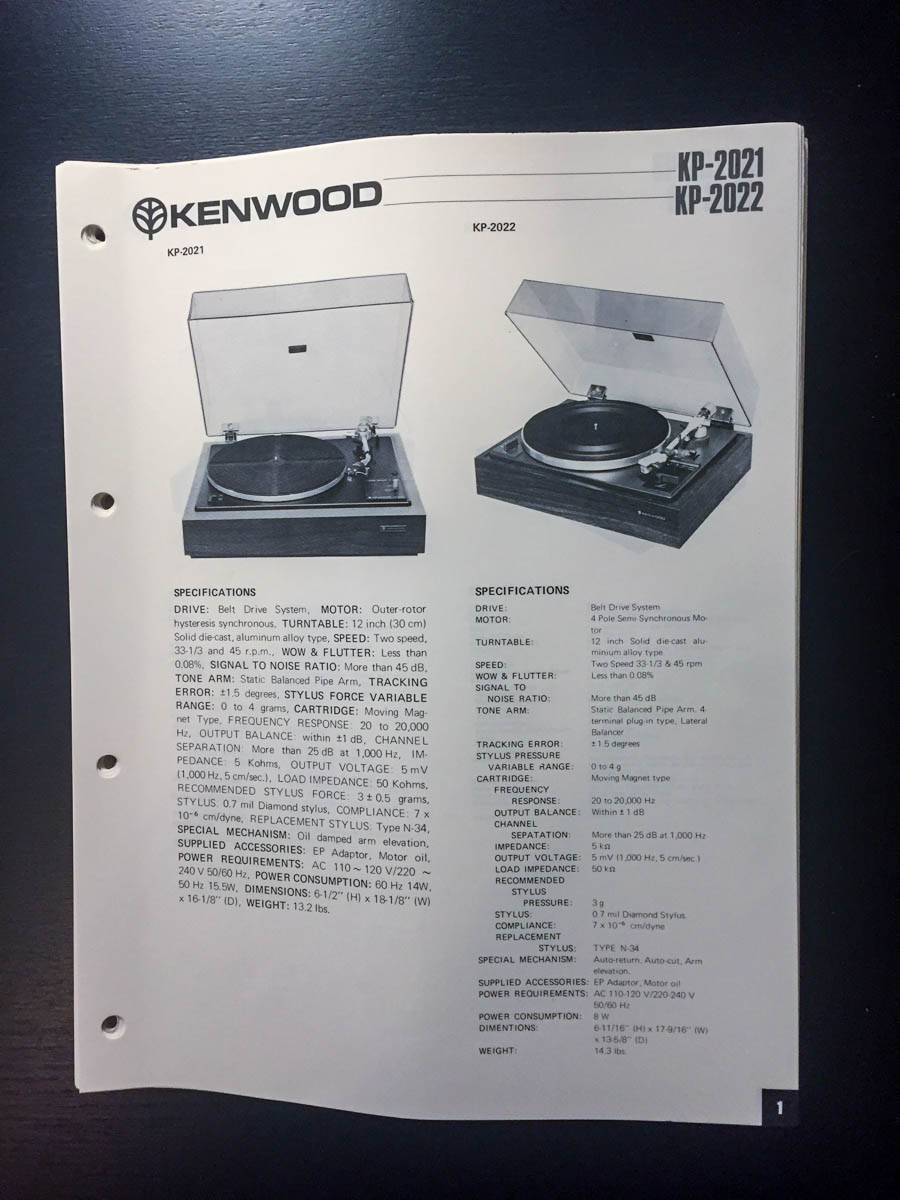 KENWOOD
KP-2021
KP-2022
KP-2021
KP-2022
SPECIFICATIONS
DRIVE: Belt Drive System, MOTOR: Outer-rotor
hysteresis synchronous, TURNTABLE: 12 inch (30 cm)
Solid die-cast, aluminum alloy type, SPEED: Two speed,
33-1/3 and 45 r.p.m., WOW & FLUTTER: Less than
0.08%, SIGNAL TO NOISE RATIO: More than 45 dB,
TONE ARM: Static Balanced Pipe Arm, TRACKING
ERROR: ±1.5 degrees, STYLUS FORCE VARIABLE
RANGE: 0 to 4 grams, CARTRIDGE: Moving Mag-
net Type, FREQUENCY RESPONSE: 20 to 20,000
Hz, OUTPUT BALANCE: within ±1 dB, CHANNEL
SEPARATION: More than 25 dB at 1,000 Hz, IM-
PEDANCE: 5 Kohms, OUTPUT VOLTAGE: 5 mV
(1,000 Hz, 5 cm/sec.), LOAD IMPEDANCE: 50 Kohms,
RECOMMENDED STYLUS FORCE: 3 ± 0.5 grams,
STYLUS: 0.7 mil Diamond stylus, COMPLIANCE: 7 x
10⁻⁶ cm/dyne, REPLACEMENT STYLUS: Type N-34,
SPECIAL MECHANISM: Oil damped arm elevation,
SUPPLIED ACCESSORIES: EP Adaptor, Motor oil,
POWER REQUIREMENTS: AC 110 ~ 120 V/220 ~
240 V 50/60 Hz, POWER CONSUMPTION: 60 Hz 14W,
50 Hz 15.5W, DIMENSIONS: 6-1/2" (H) x 18-1/8" (W)
x 16-1/8" (D), WEIGHT: 13.2 lbs.
KENWOOD
SPECIFICATIONS
DRIVE: Belt Drive System
MOTOR: 4 Pole Semi Synchronous Mo-
tor
TURNTABLE: 12 inch Solid die-cast alu-
minium alloy type
SPEED: Two Speed 33-1/3 & 45 rpm
WOW & FLUTTER: Less than 0.08%
SIGNAL TO
NOISE RATIO: More than 45 dB
TONE ARM: Static Balanced Pipe Arm, 4-
terminal plug-in type, Lateral
Balancer
TRACKING ERROR: ±1.5 degrees
STYLUS PRESSURE
VARIABLE RANGE: 0 to 4 g
CARTRIDGE: Moving Magnet type
FREQUENCY
RESPONSE: 20 to 20,000 Hz
OUTPUT BALANCE: Within ± 1 dB
CHANNEL
SEPATATION: More than 25 dB at 1,000 Hz
IMPEDANCE: 5 kΩ
OUTPUT VOLTAGE: 5 mV (1,000 Hz, 5 cm/sec.)
LOAD IMPEDANCE: 50 kΩ
RECOMMENDED
STYLUS
PRESSURE: 3 g
STYLUS: 0.7 mil Diamond Stylus.
COMPLIANCE: 7 x 10⁻⁶ cm/dyne
REPLACEMENT
STYLUS: TYPE N-34
SPECIAL MECHANISM: Auto-return, Auto-cut, Arm
elevation.
SUPPLIED ACCESSORIES: EP Adaptor, Motor oil
POWER REQUIREMENTS: AC 110-120 V/220-240 V
50/60 Hz
POWER CONSUMPTION: 8 W
DIMENTIONS: 6-11/16" (H) x 17-9/16" (W)
x 13-5/8" (D)
WEIGHT: 14.3 lbs.
1